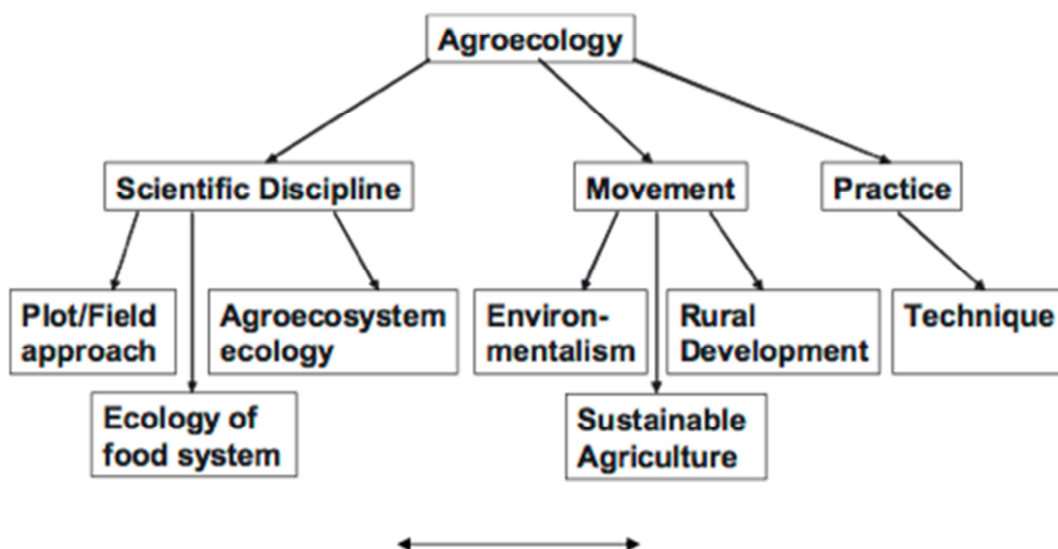 Agroecology
Scientific Discipline
Movement
Practice
Plot/Field
approach
Agroecosystem
ecology
Environ-
mentalism
Rural
Development
Technique
Ecology of
food system
Sustainable
Agriculture